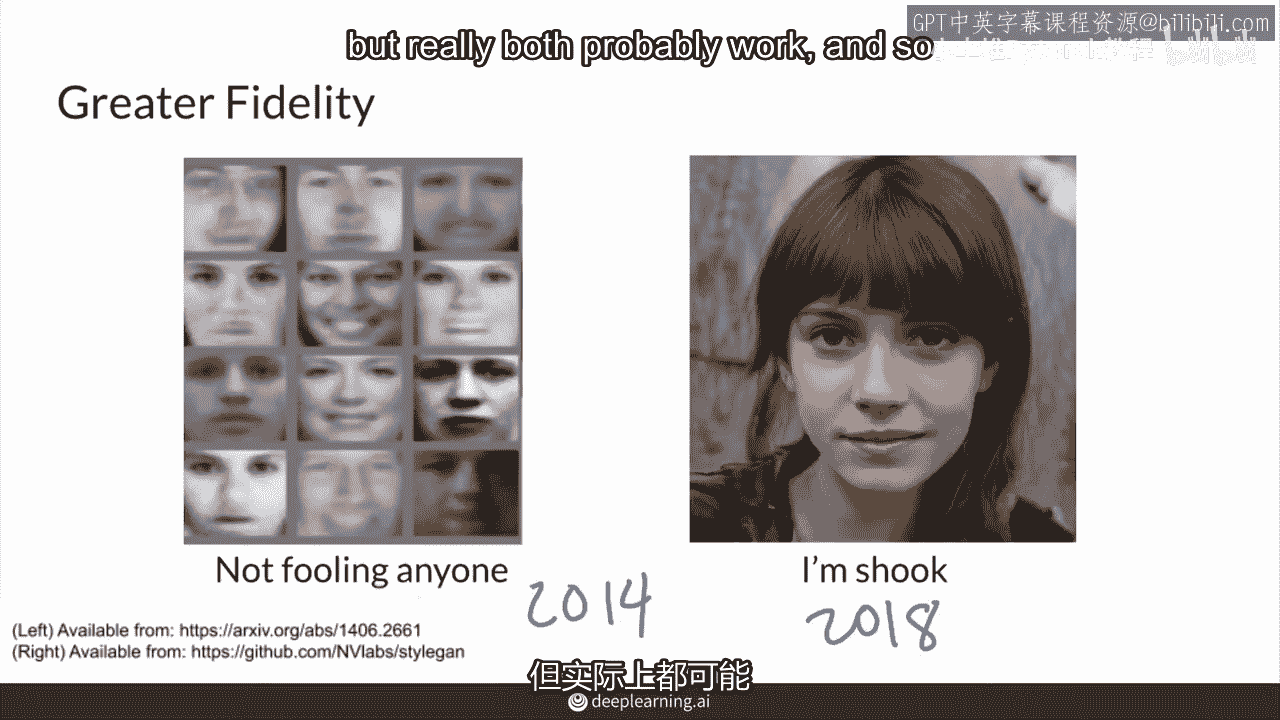 GPT中英字幕课程资源@bilibili.com
but really both probably work, and so
Greater Fidelity
Not fooling anyone
I'm shook
2014
2018
(Left) Available from: https://arxiv.org/abs/1406.2661
(Right) Available from: https://github.com/NVlabs/stylegan
但实际上都可能
deeplearning.ai